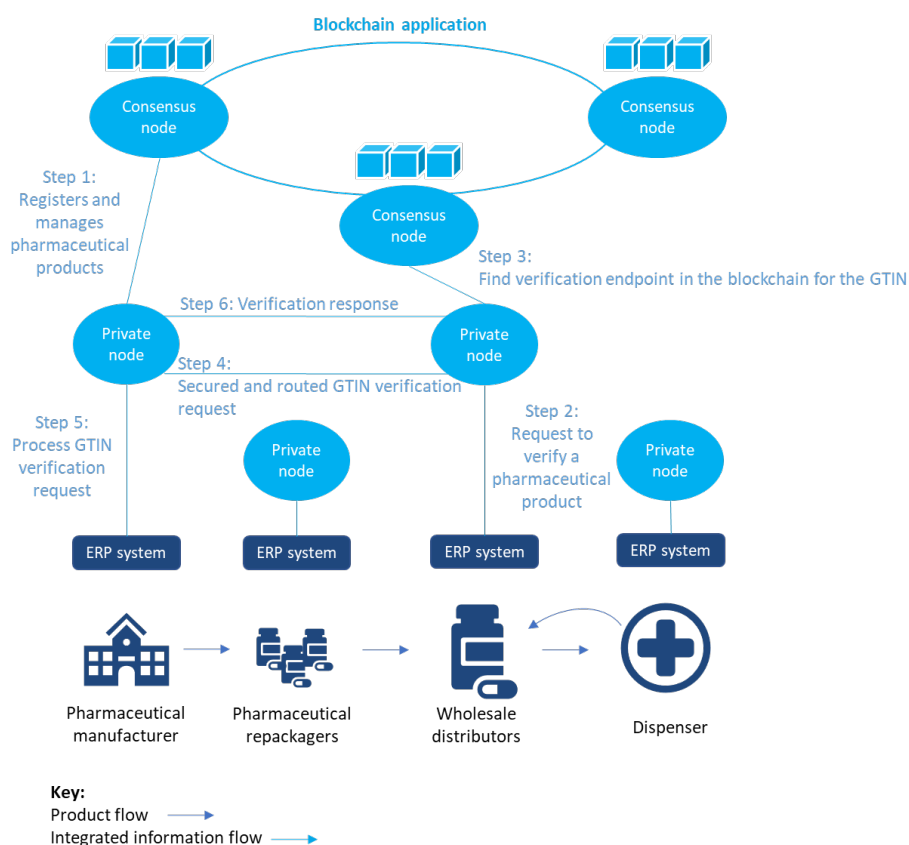 Blockchain application
Consensus
node
Consensus
node
Consensus
node
Step 1:
Registers and
manages
pharmaceutical
products
Step 3:
Find verification endpoint in the blockchain for the GTIN
Step 6: Verification response
Private
node
Private
node
Step 4:
Secured and routed GTIN verification
request
Step 5:
Process GTIN
verification
request
Step 2:
Request to
verify a
pharmaceutical
product
Private
node
Private
node
ERP system
ERP system
ERP system
ERP system
Pharmaceutical
manufacturer
Pharmaceutical
repackagers
Wholesale
distributors
Dispenser
Key:
Product flow
Integrated information flow